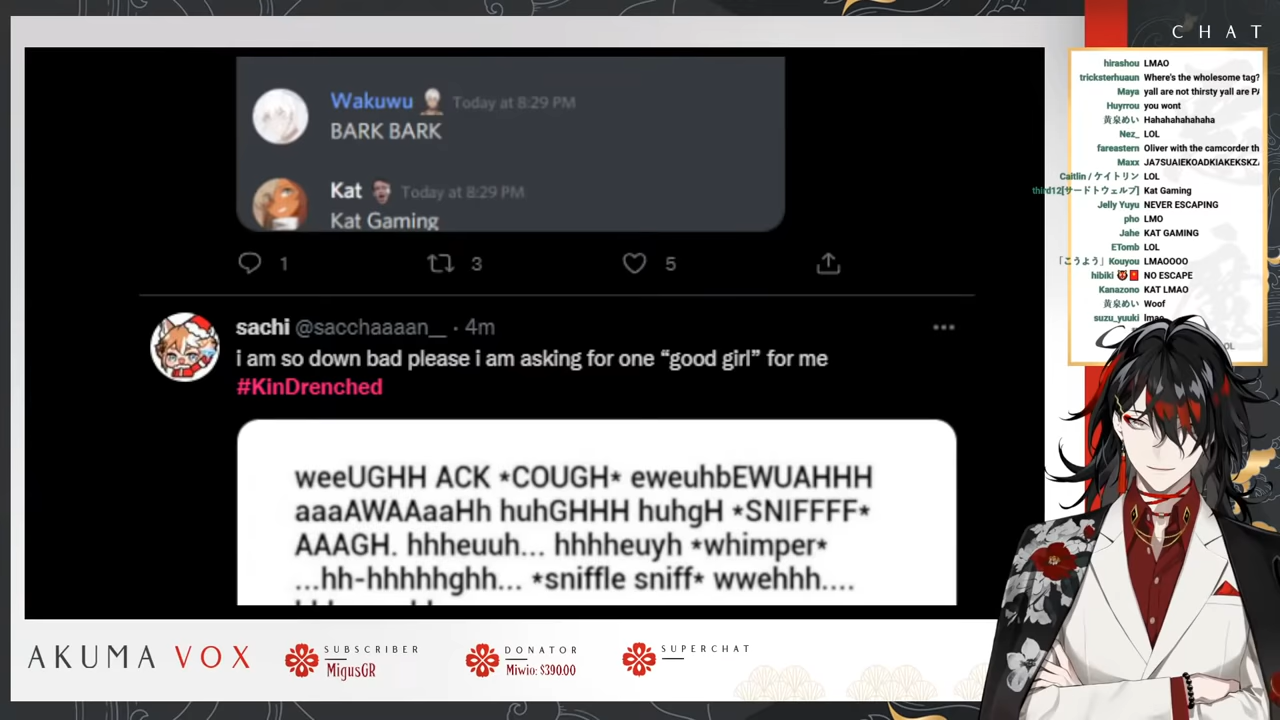 CHAT
Wakuwu Today at 8:29 PM
BARK BARK
Kat Today at 8:29 PM
Kat Gaming
1 3 5
sachi @sacchaaaan__ · 4m
i am so down bad please i am asking for one “good girl” for me
#KinDrenched
weeUGHH ACK *COUGH* eweuhbEWUAHHH
aaaAWAAaaHh huhGHHH huhgH *SNIFFFF*
AAAGH. hhheuuh... hhhheuyh *whimper*
...hh-hhhhhghh... *sniffle sniff* wwehhh....
hirashou LMAO
tricksterhuaun Where's the wholesome tag?
Maya yall are not thirsty yall are
Huyrrou you wont
黄泉めい Hahahahahahaha
Nez_ LOL
fareastern Oliver with the camcorder th
Maxx JA7SUAIEKOADKIAKEKSKZ
Caitlin / ケイトリン LOL
third12[サードトウェルブ] Kat Gaming
Jelly Yuyu NEVER ESCAPING
pho LMO
Jahe KAT GAMING
ETomb LOL
「こうよう」Kouyou LMAOOOO
hibiki NO ESCAPE
Kanazono KAT LMAO
黄泉めい Woof
suzu_yuuki lmao
OL
AKUMA VOX
SUBSCRIBER
MigusGR
DONATOR
Miwio: $390.00
SUPERCHAT